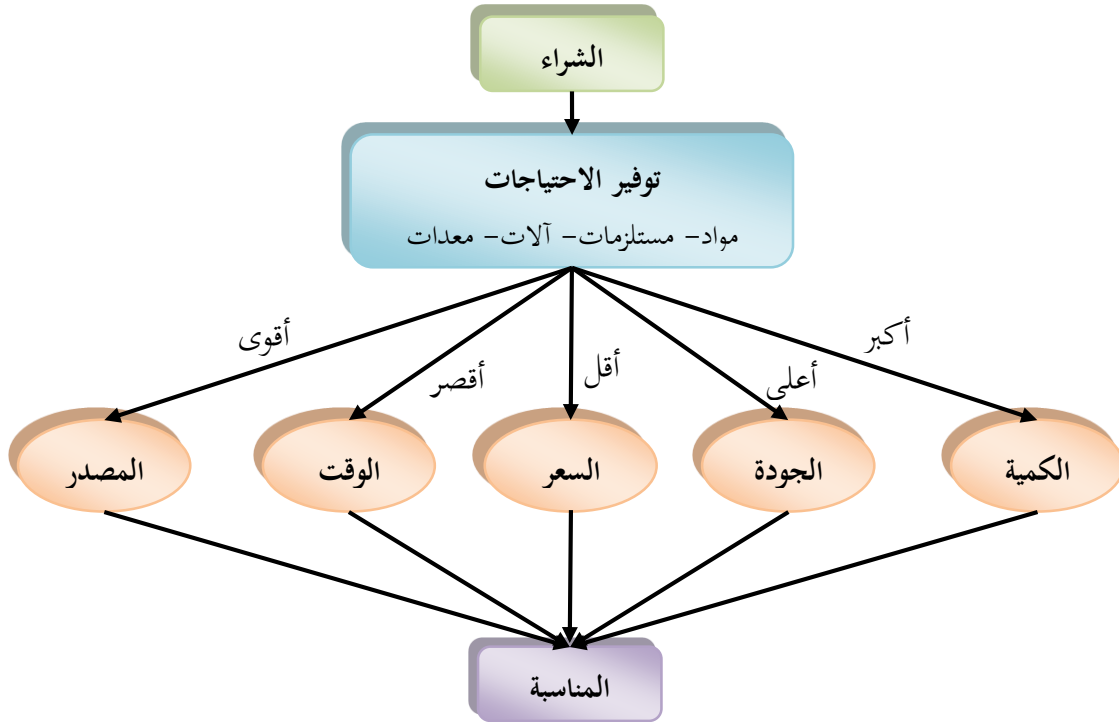 الشراء
توفير الاحتياجات
مواد- مستلزمات- آلات- معدات
أكبر
أعلى
أقل
أقصر
أقوى
الكمية
الجودة
السعر
الوقت
المصدر
المناسبة